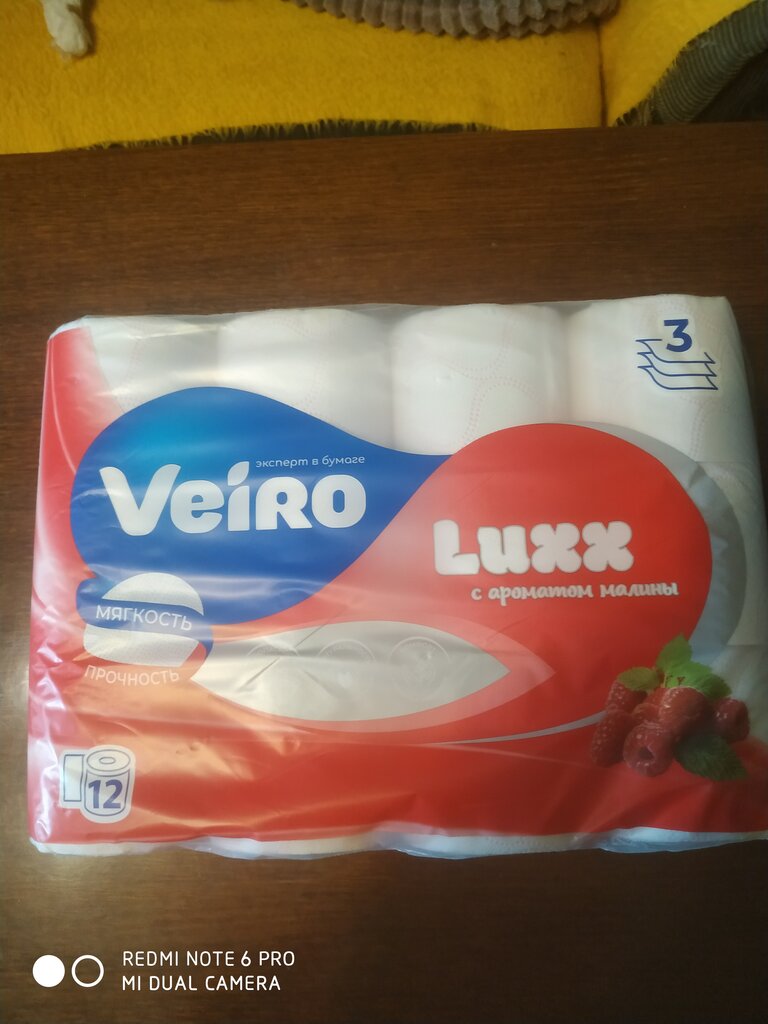 3
эксперт в бумаге
Veiro
Luxx
с ароматом малины
МЯГКОСТЬ
ПРОЧНОСТЬ
12
REDMI NOTE 6 PRO
MI DUAL CAMERA